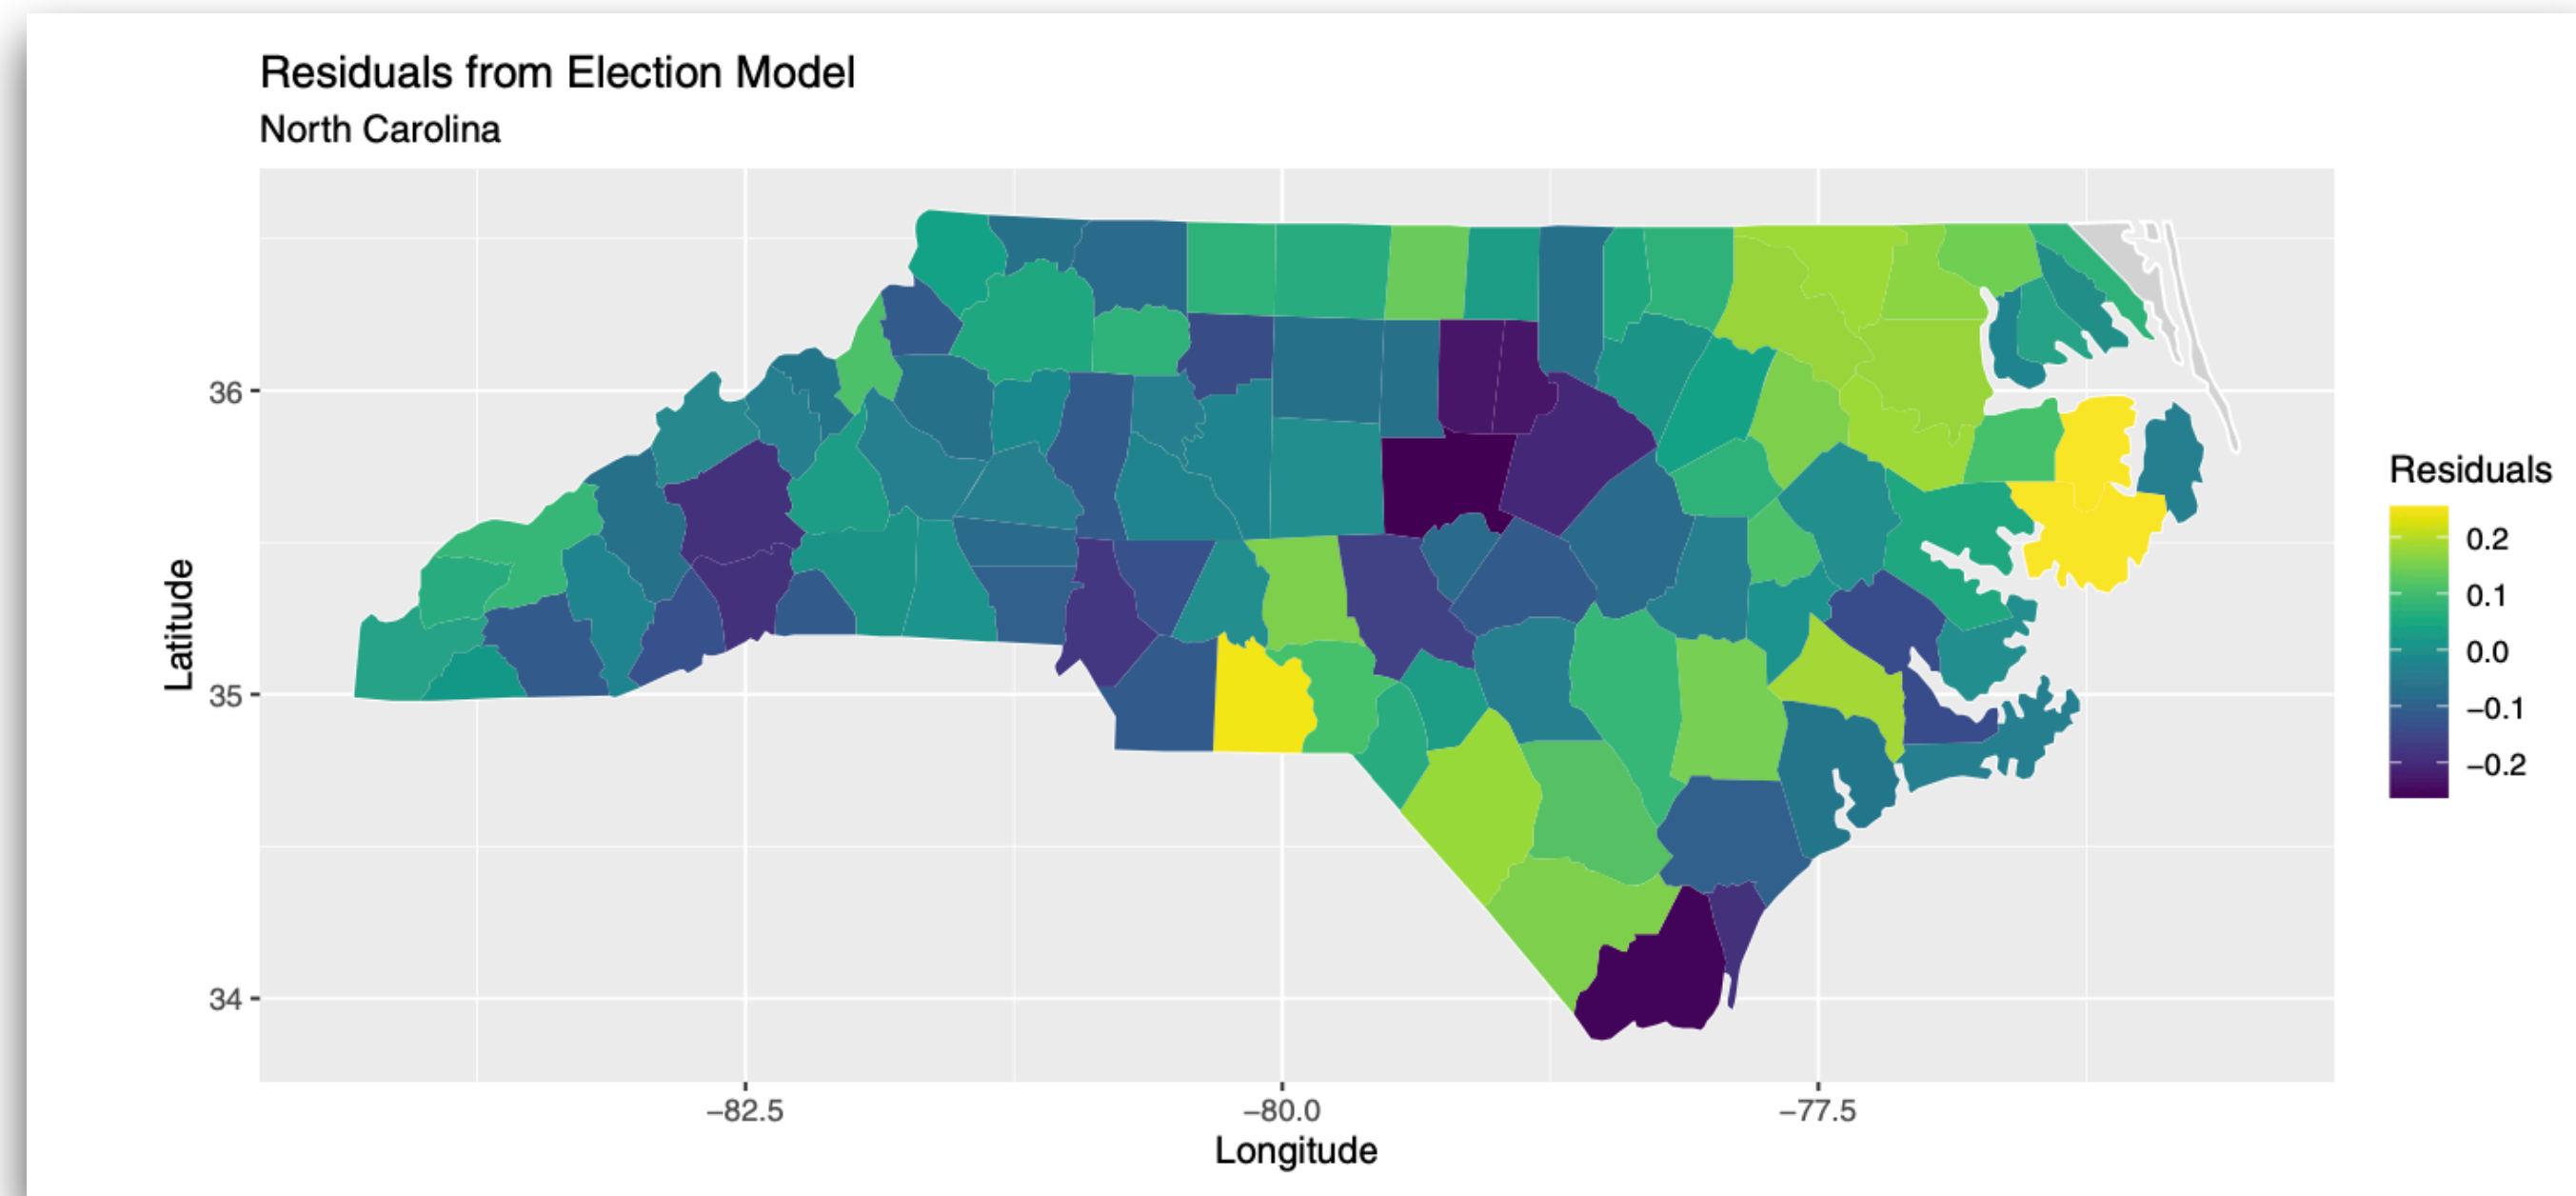 Residuals from Election Model
North Carolina
36
35
34
Latitude
−82.5
−80.0
−77.5
Longitude
Residuals
0.2
0.1
0.0
−0.1
−0.2